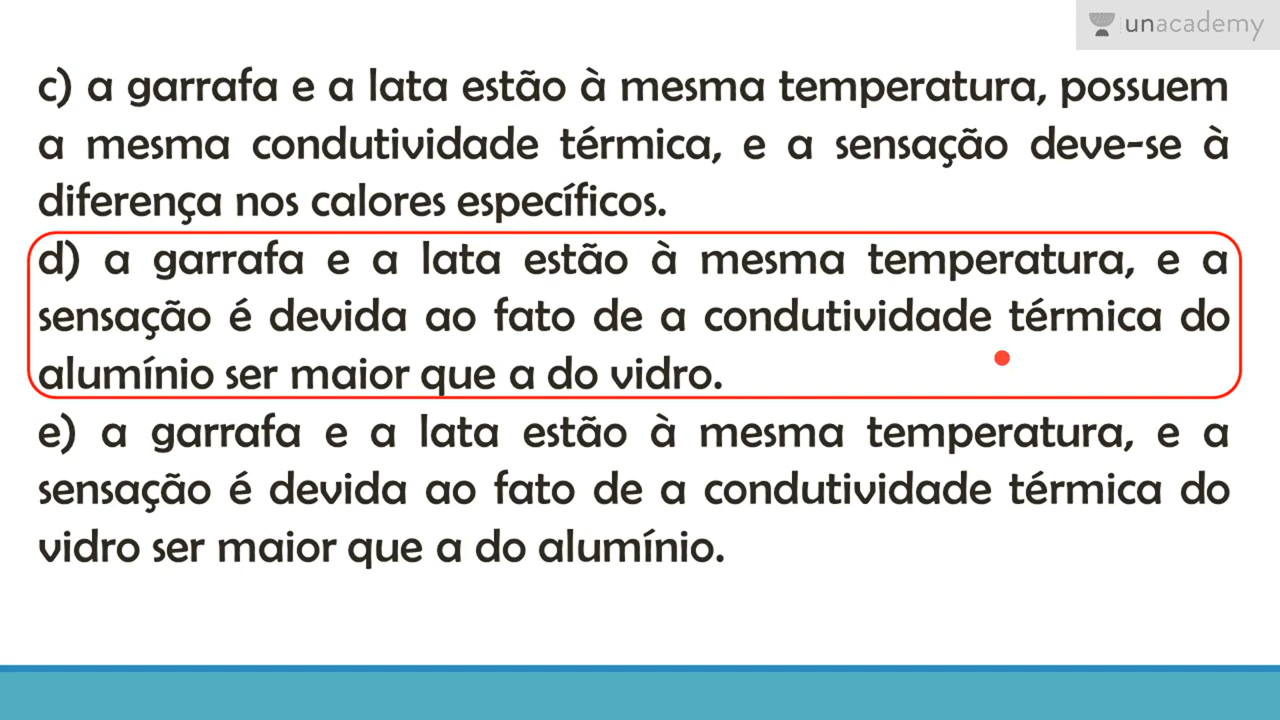 unacademy
c) a garrafa e a lata estão à mesma temperatura, possuem
a mesma condutividade térmica, e a sensação deve-se à
diferença nos calores específicos.
d) a garrafa e a lata estão à mesma temperatura, e a
sensação é devida ao fato de a condutividade térmica do
alumínio ser maior que a do vidro.
e) a garrafa e a lata estão à mesma temperatura, e a
sensação é devida ao fato de a condutividade térmica do
vidro ser maior que a do alumínio.